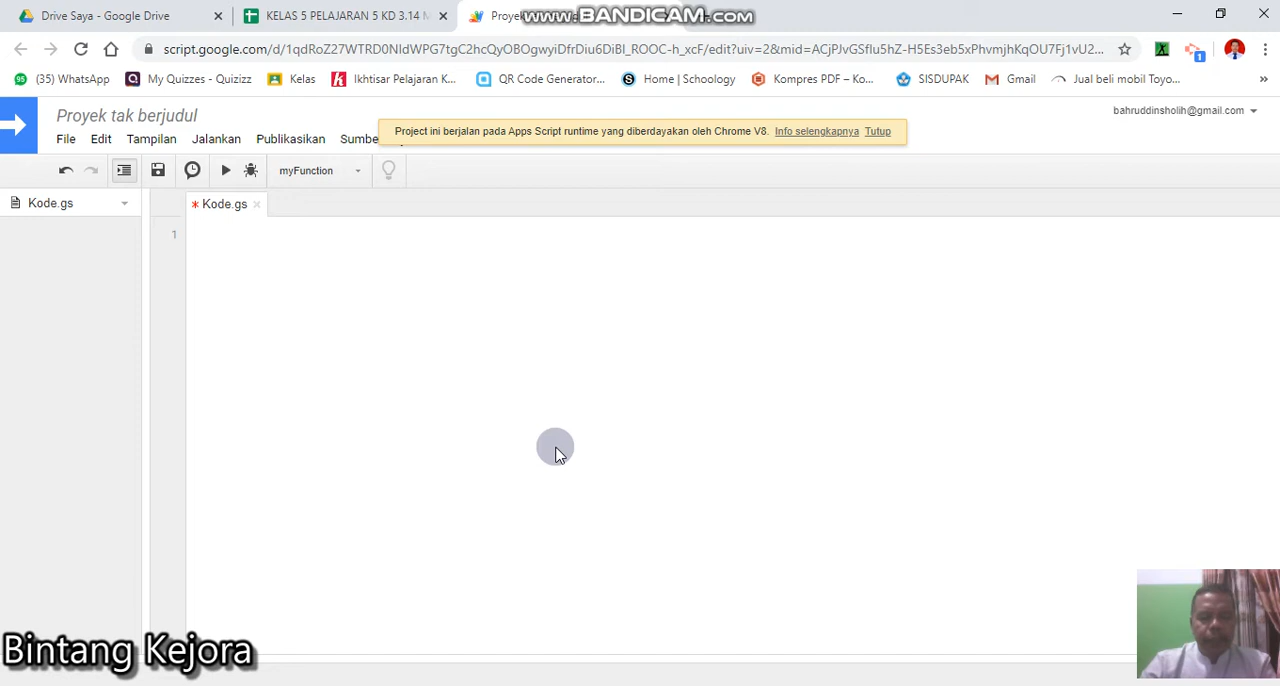 Drive Saya - Google Drive
KELAS 5 PELAJARAN 5 KD 3.14 M
Proye
WWW.BANDICAM.COM
script.google.com/d/1qdRoZ27WTRD0NIdWPG7tgC2hcQyOBOgwyiDfrDiu6DiBl_ROOC-h_xcF/edit?uiv=2&mid=ACjPJvGSflu5hZ-H5Es3eb5xPhvmjhKqOU7Fj1vU2...
(35) WhatsApp
My Quizzes - Quizizz
Kelas
Ikhtisar Pelajaran K...
QR Code Generator...
Home | Schoology
Kompres PDF – Ko...
SISDUPAK
Gmail
Jual beli mobil Toyo...
»
Proyek tak berjudul
bahruddinsholih@gmail.com
File Edit Tampilan Jalankan Publikasikan Sumbe
Project ini berjalan pada Apps Script runtime yang diberdayakan oleh Chrome V8. Info selengkapnya Tutup
myFunction
Kode.gs
* Kode.gs
1
1
Bintang Kejora